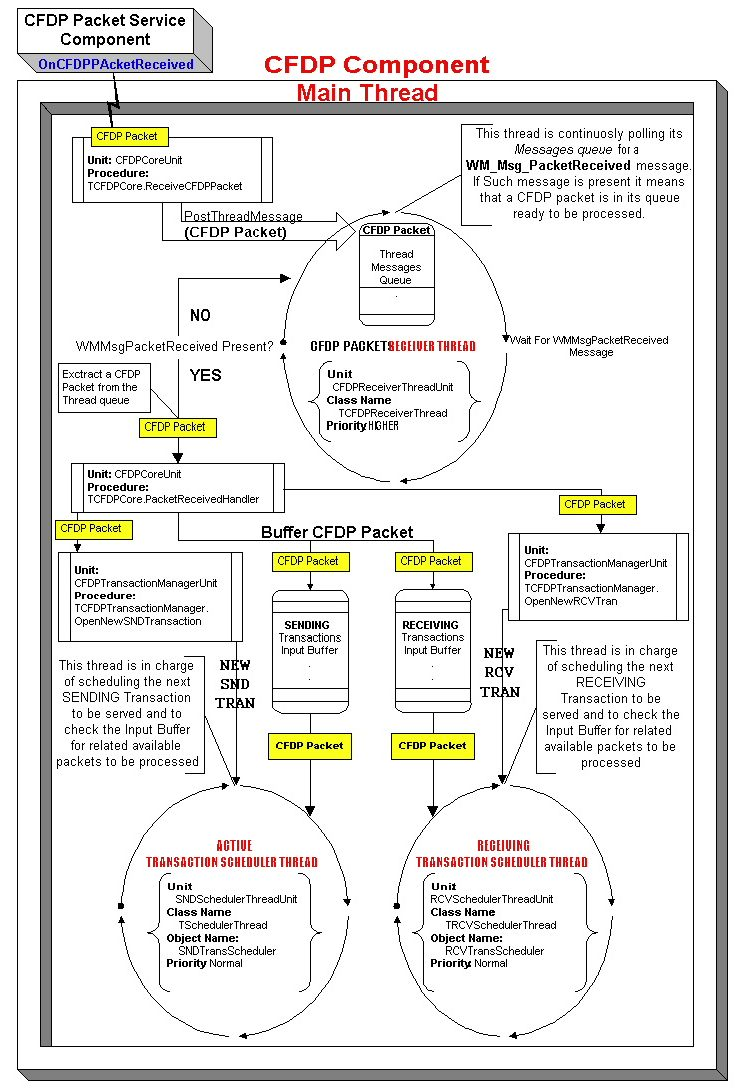 CFDP Packet Service
Component
OnCFDPPAcketReceived
CFDP Component
Main Thread
CFDP Packet
Unit: CFDPCoreUnit
Procedure:
TCFDPCore.ReceiveCFDPPacket
This thread is continuosly polling its
Messages queue for a
WM_Msg_PacketReceived message.
If Such message is present it means
that a CFDP packet is in its queue
ready to be processed.
PostThreadMessage
(CFDP Packet)
CFDP Packet
Thread
Messages
Queue
.
NO
WMMsgPacketReceived Present?
YES
CFDP PACKETS RECEIVER THREAD
Wait For WMMsgPacketReceived
Message
Unit
CFDPReceiverThreadUnit
Class Name
TCFDPReceiverThread
Priority:HIGHER
Exctract a CFDP
Packet from the
Thread queue
CFDP Packet
Unit: CFDPCoreUnit
Procedure:
TCFDPCore.PacketReceivedHandler
CFDP Packet
CFDP Packet
Buffer CFDP Packet
CFDP Packet
CFDP Packet
Unit:
CFDPTransactionManagerUnit
Procedure:
TCFDPTransactionManager.
OpenNewSNDTransaction
Unit:
CFDPTransactionManagerUnit
Procedure:
TCFDPTransactionManager.
OpenNewRCVTran
SENDING
Transactions
Input Buffer
.
.
RECEIVING
Transactions
Input Buffer
.
.
This thread is in charge
of scheduling the next
SENDING Transaction
to be served and to
check the Input Buffer
for related available
packets to be processed
NEW
SND
TRAN
NEW
RCV
TRAN
This thread is in charge
of scheduling the next
RECEIVING
Transaction to be
served and to check the
Input Buffer for related
available packets to be
processed
CFDP Packet
CFDP Packet
ACTIVE
TRANSACTION SCHEDULER THREAD
Unit
SNDSchedulerThreadUnit
Class Name
TSchedulerThread
Object Name:
SNDTransScheduler
Priority: Normal
RECEIVING
TRANSACTION SCHEDULER THREAD
Unit
RCVSchedulerThreadUnit
Class Name
TRCVSchedulerThread
Object Name:
RCVTransScheduler
Priority: Normal